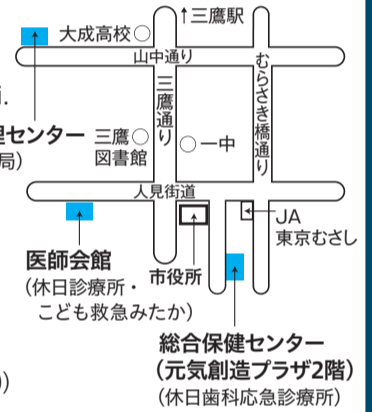 ↑三鷹駅
大成高校
山中通り
三鷹通り
むらさき橋通り
理センター
局)
三鷹
図書館
一中
人見街道
JA
東京むさし
市役所
医師会館
(休日診療所・
こども救急みたか)
総合保健センター
(元気創造プラザ2階)
(休日歯科応急診療所)